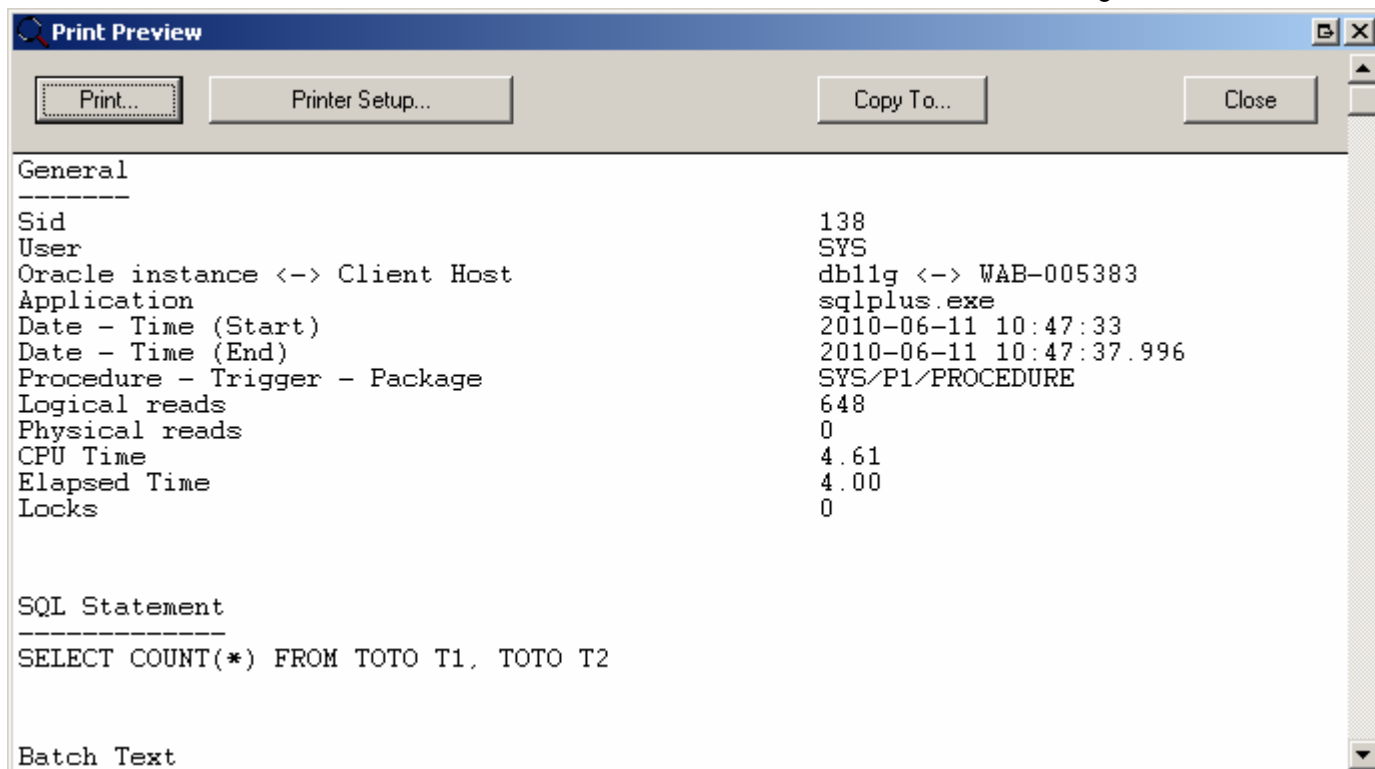 Print Preview
Print... Printer Setup... Copy To... Close
General
-------
Sid 138
User SYS
Oracle instance <-> Client Host db11g <-> WAB-005383
Application sqlplus.exe
Date - Time (Start) 2010-06-11 10:47:33
Date - Time (End) 2010-06-11 10:47:37.996
Procedure - Trigger - Package SYS/P1/PROCEDURE
Logical reads 648
Physical reads 0
CPU Time 4.61
Elapsed Time 4.00
Locks 0
SQL Statement
-------------
SELECT COUNT(*) FROM TOTO T1, TOTO T2
Batch Text